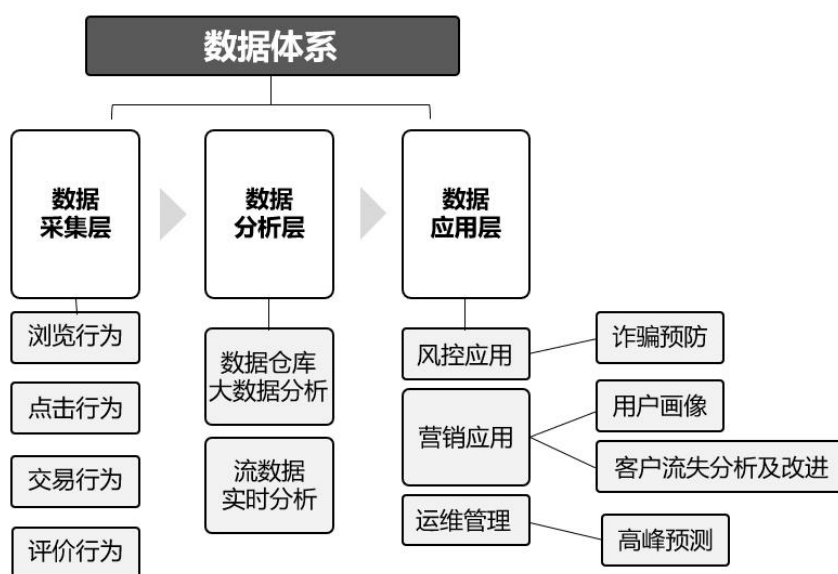 数据体系
数据
采集层
数据
分析层
数据
应用层
浏览行为
点击行为
交易行为
评价行为
数据仓库
大数据分析
流数据
实时分析
风控应用
营销应用
运维管理
诈骗预防
用户画像
客户流失分析及改进
高峰预测